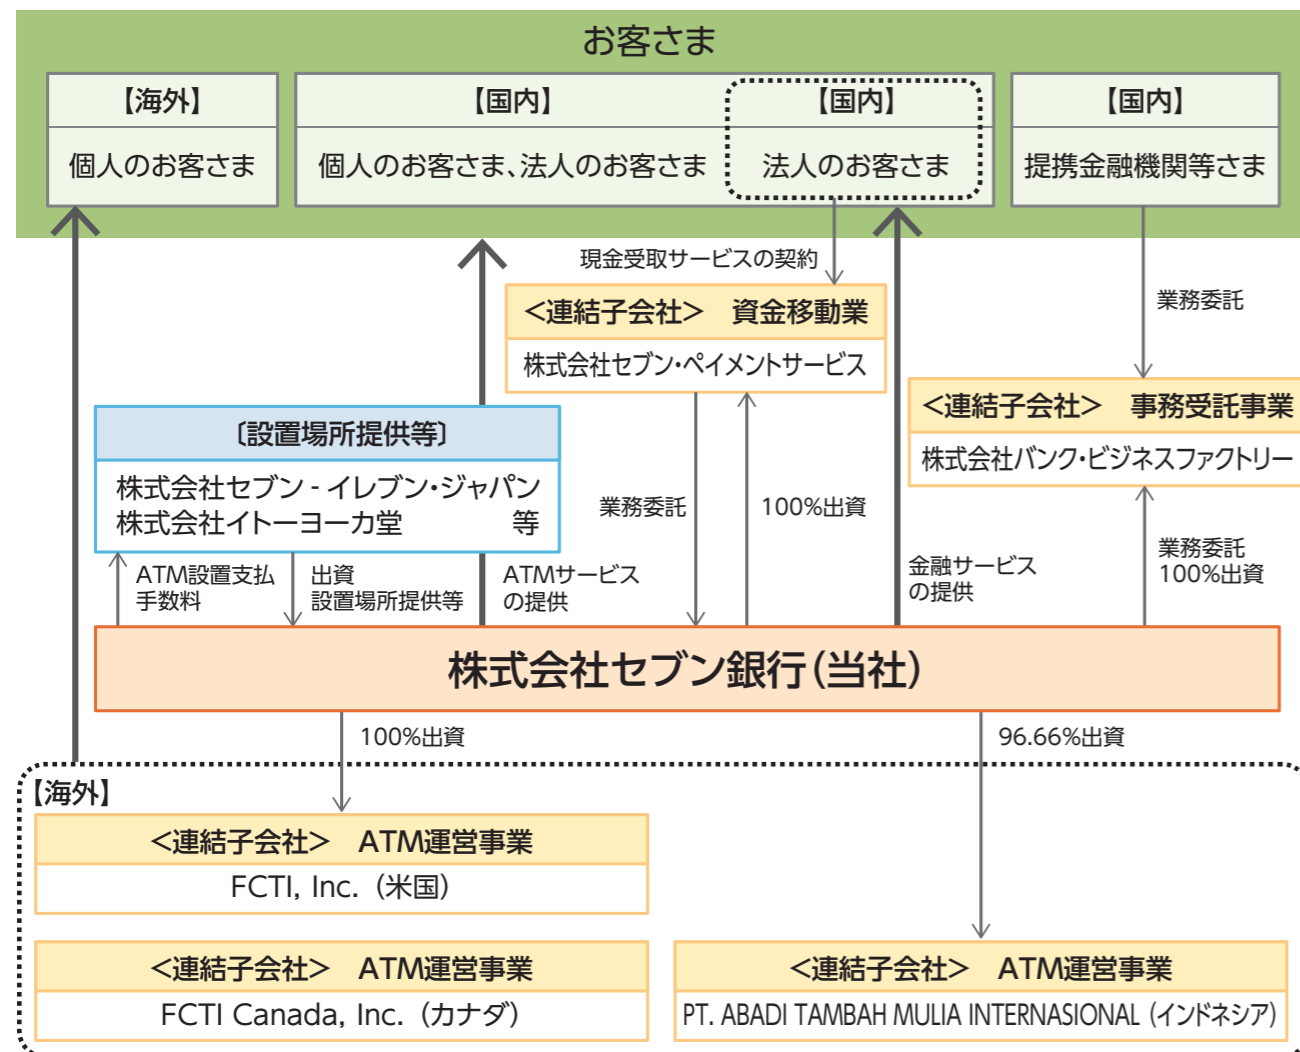 お客さま
【海外】
個人のお客さま
【国内】
個人のお客さま、法人のお客さま
【国内】
法人のお客さま
【国内】
提携金融機関等さま
現金受取サービスの契約
業務委託
<連結子会社> 資金移動業
株式会社セブン・ペイメントサービス
<連結子会社> 事務受託事業
株式会社バンク・ビジネスファクトリー
〔設置場所提供等〕
株式会社セブン‐イレブン・ジャパン
株式会社イトーヨーカ堂 等
業務委託
100%出資
ATM設置支払
手数料
出資
設置場所提供等
ATMサービス
の提供
金融サービス
の提供
業務委託
100%出資
株式会社セブン銀行(当社)
100%出資
96.66%出資
【海外】
<連結子会社> ATM運営事業
FCTI, Inc. (米国)
<連結子会社> ATM運営事業
FCTI Canada, Inc. (カナダ)
<連結子会社> ATM運営事業
PT. ABADI TAMBAH MULIA INTERNASIONAL (インドネシア)